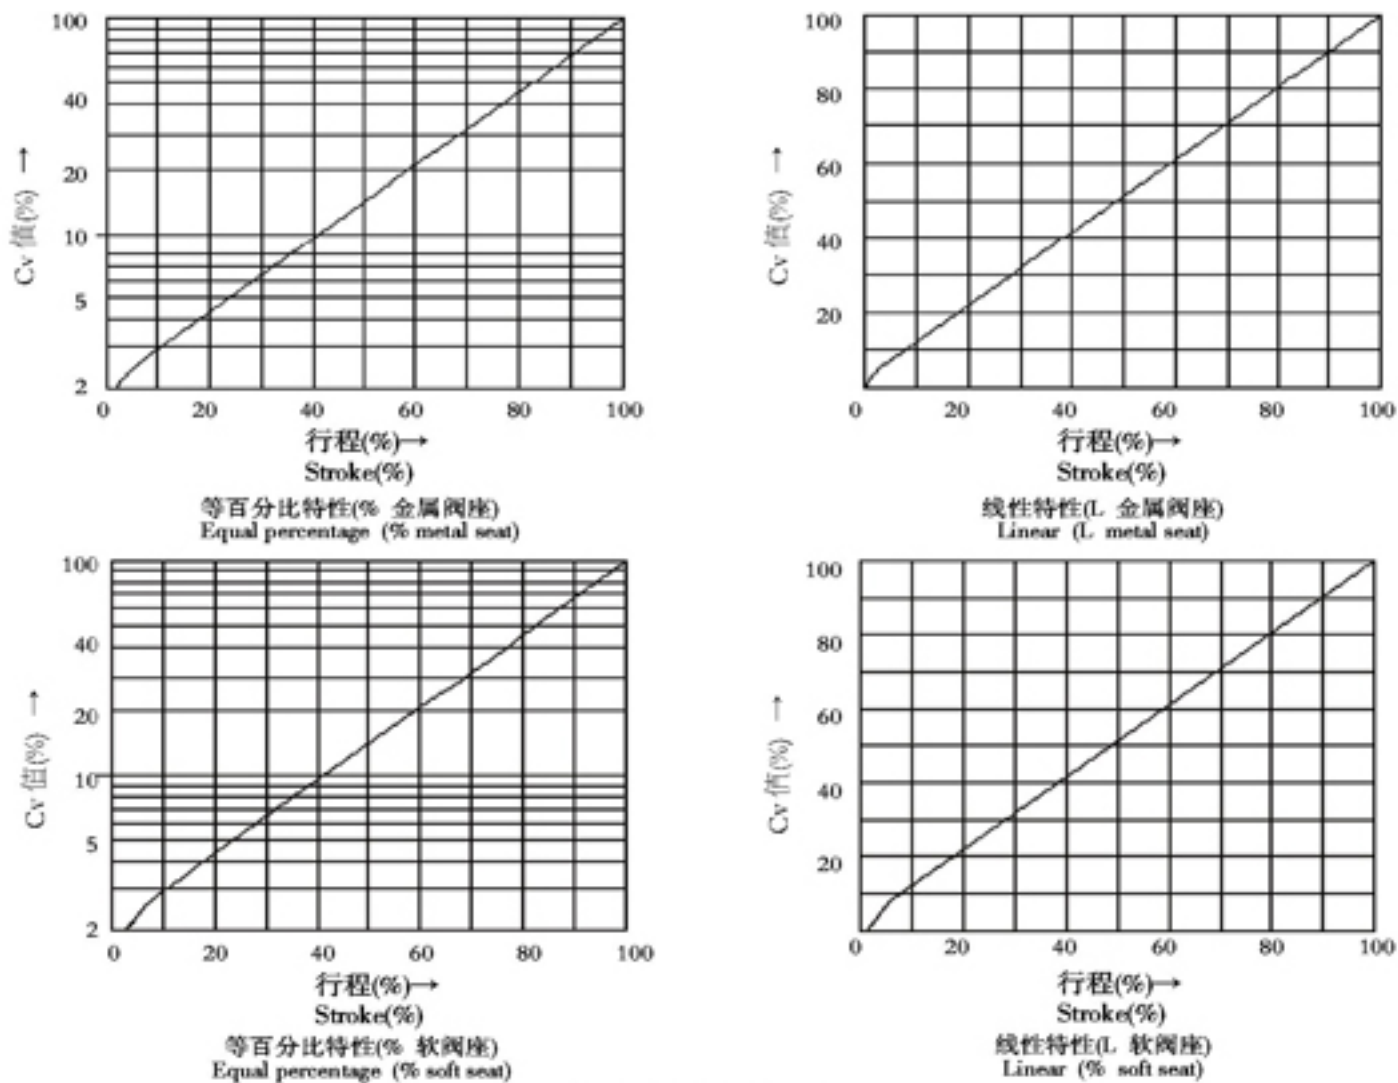 100
40
20
10
5
2
Cv 值(%) →
0 20 40 60 80 100
行程(%)→
Stroke(%)
等百分比特性(% 金属阀座)
Equal percentage (% metal seat)
100
80
60
40
20
Cv 值(%) →
0 20 40 60 80 100
行程(%)→
Stroke(%)
线性特性(L 金属阀座)
Linear (L metal seat)
100
40
20
10
5
2
Cv 值(%) →
0 20 40 60 80 100
行程(%)→
Stroke(%)
等百分比特性(% 软阀座)
Equal percentage (% soft seat)
100
80
60
40
20
Cv 值(%) →
0 20 40 60 80 100
行程(%)→
Stroke(%)
线性特性(L 软阀座)
Linear (% soft seat)